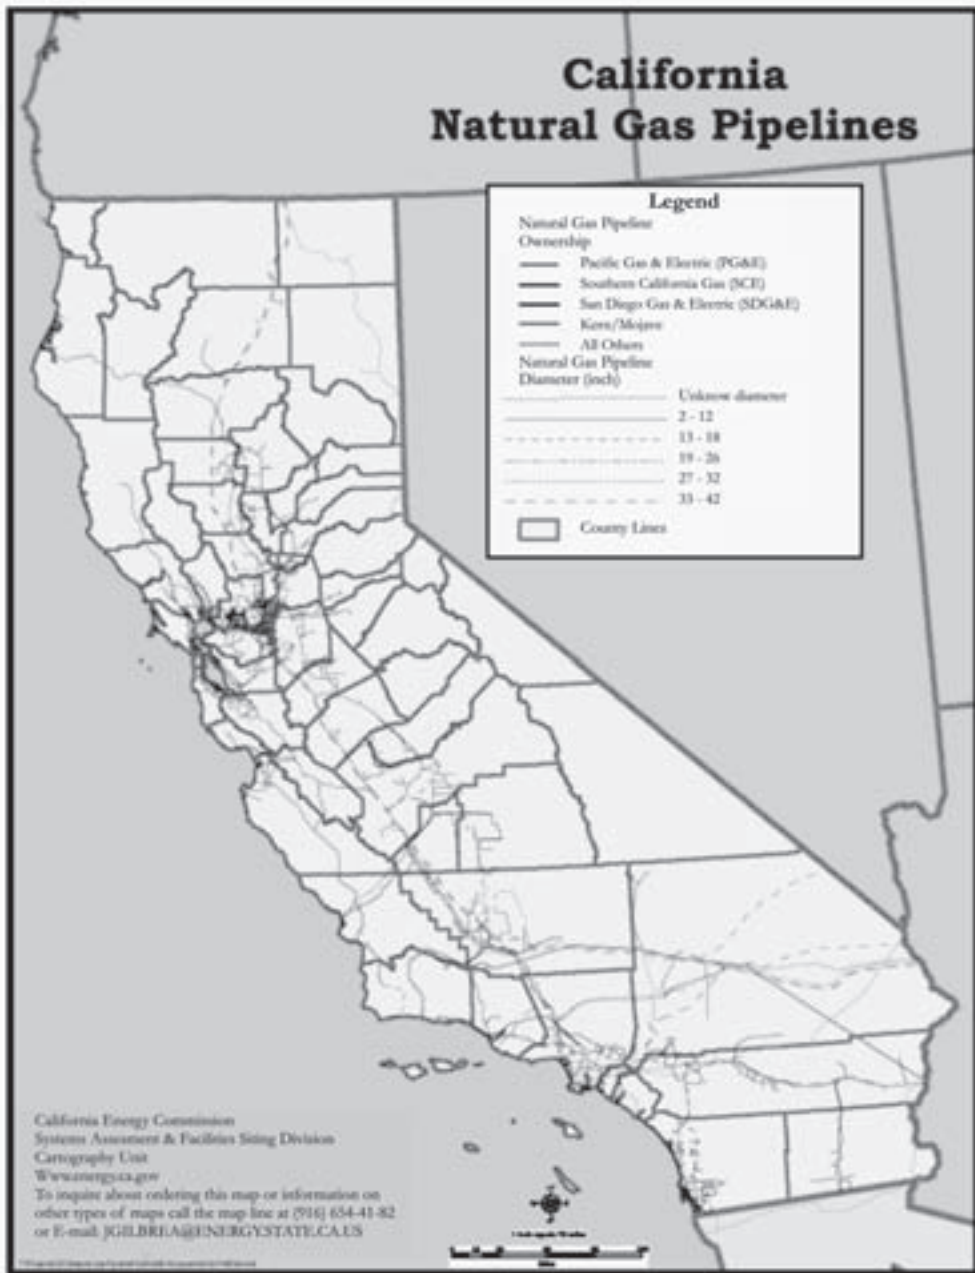 California
Natural Gas Pipelines
Legend
Natural Gas Pipeline
Ownership
Pacific Gas & Electric (PG&E)
Southern California Gas (SCE)
San Diego Gas & Electric (SDG&E)
Kern/Mojave
All Others
Natural Gas Pipeline
Diameter (inch)
Unknow diameter
2 - 12
13 - 18
19 - 26
27 - 32
33 - 42
County Lines
California Energy Commission
Systems Assesment & Facilities Siting Division
Cartography Unit
Www.energy.ca.gov
To inquire about ordering this map or information on
other types of maps call the map line at (916) 654-41-82
or E-mail: JGILBREA@ENERGY.STATE.CA.US